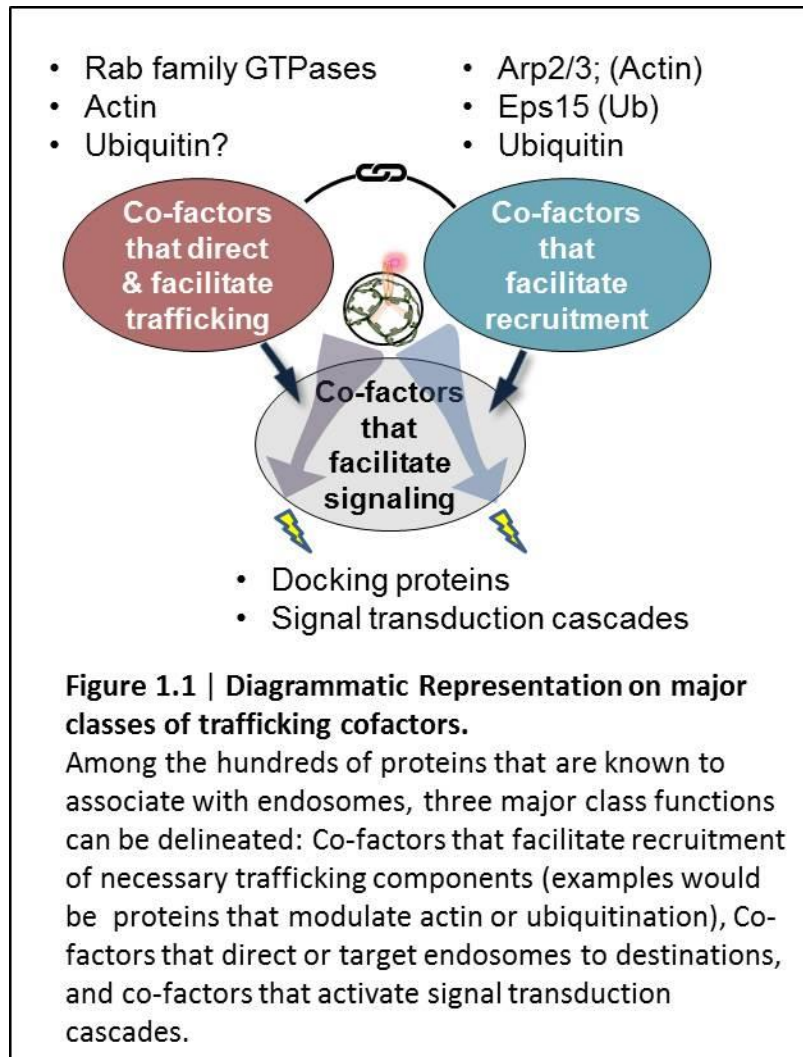 • Rab family GTPases
• Actin
• Ubiquitin?
• Arp2/3; (Actin)
• Eps15 (Ub)
• Ubiquitin
Co-factors
that direct
& facilitate
trafficking
Co-factors
that
facilitate
recruitment
Co-factors
that
facilitate
signaling
• Docking proteins
• Signal transduction cascades
Figure 1.1 | Diagrammatic Representation on major
classes of trafficking cofactors.
Among the hundreds of proteins that are known to
associate with endosomes, three major class functions
can be delineated: Co-factors that facilitate recruitment
of necessary trafficking components (examples would
be proteins that modulate actin or ubiquitination), Co-
factors that direct or target endosomes to destinations,
and co-factors that activate signal transduction
cascades.